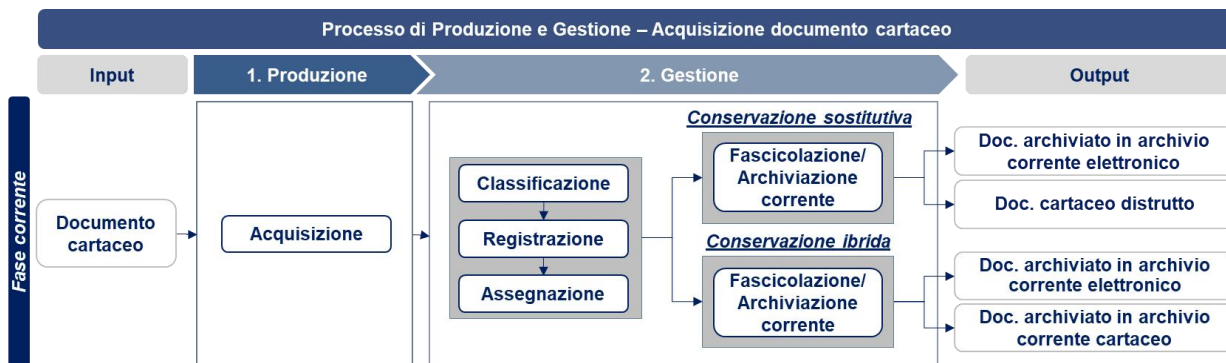 Processo di Produzione e Gestione – Acquisizione documento cartaceo
Input
1. Produzione
2. Gestione
Output
Fase corrente
Documento
cartaceo
Acquisizione
Classificazione
Registrazione
Assegnazione
Conservazione sostitutiva
Fascicolazione/
Archiviazione
corrente
Conservazione ibrida
Fascicolazione/
Archiviazione
corrente
Doc. archiviato in archivio
corrente elettronico
Doc. cartaceo distrutto
Doc. archiviato in archivio
corrente elettronico
Doc. archiviato in archivio
corrente cartaceo